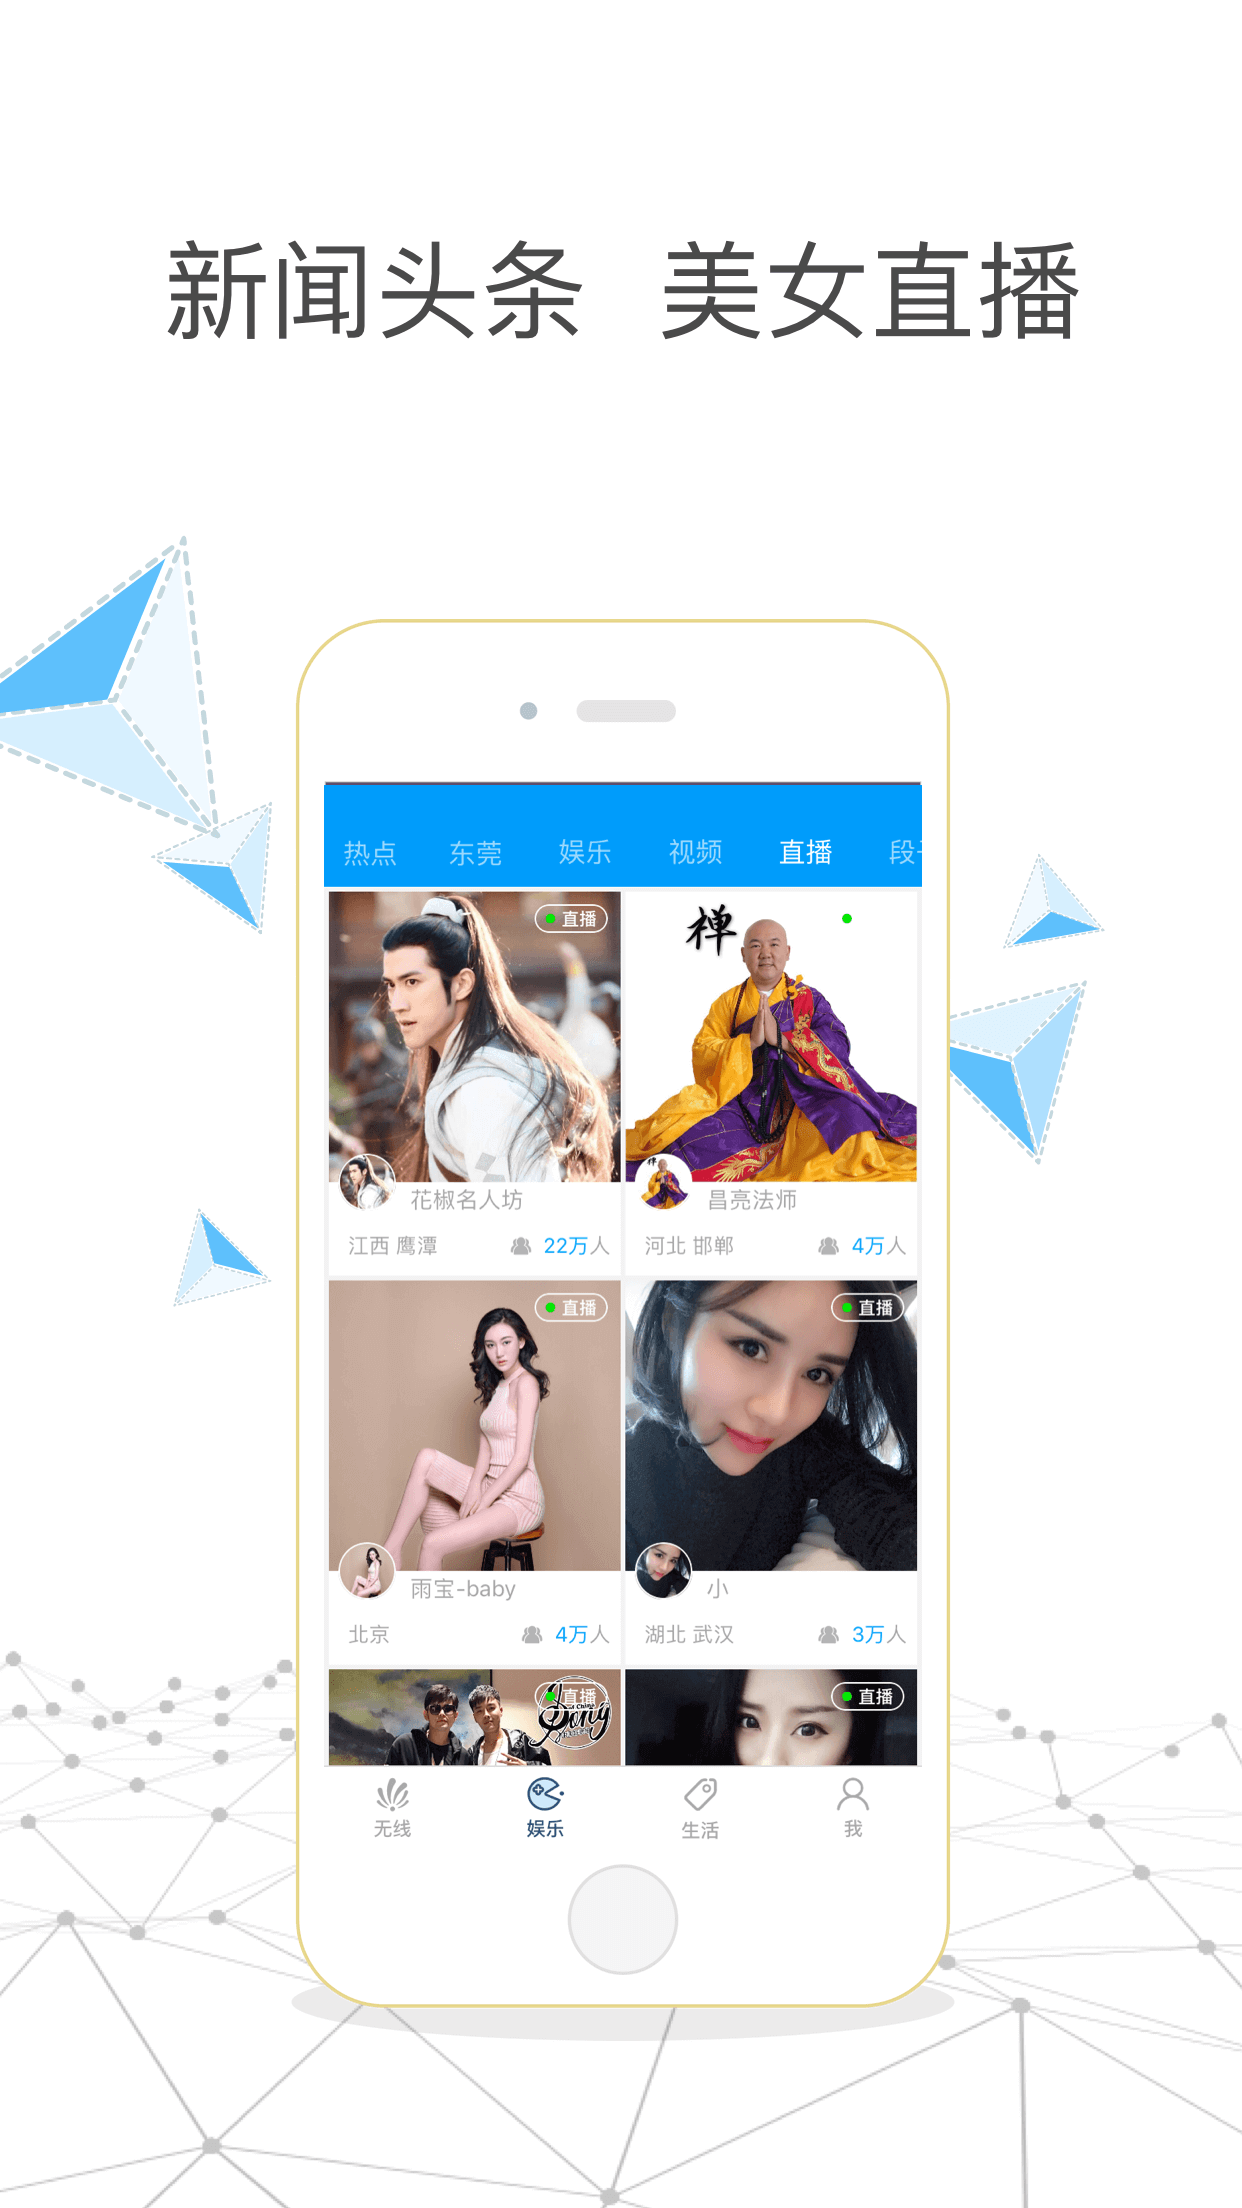 新闻头条 美女直播
热点 东莞 娱乐 视频 直播 段
直播
禅
花椒名人坊
昌亮法师
江西 鹰潭 22万人
河北 邯郸 4万人
直播
直播
雨宝-baby
小
北京 4万人
湖北 武汉 3万人
直播
直播
无线 娱乐 生活 我